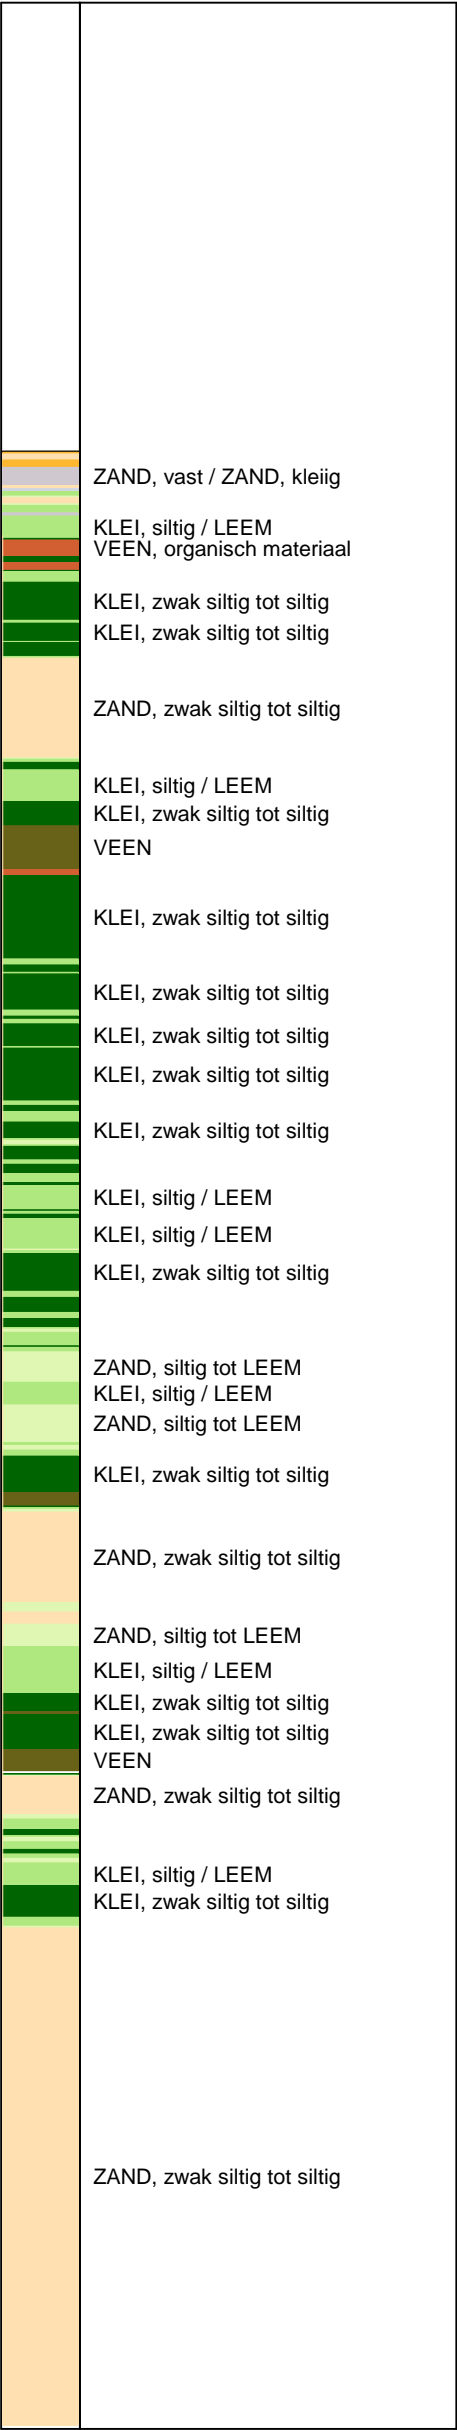 ZAND, vast / ZAND, kleiig
KLEI, siltig / LEEM
VEEN, organisch materiaal
KLEI, zwak siltig tot siltig
KLEI, zwak siltig tot siltig
ZAND, zwak siltig tot siltig
KLEI, siltig / LEEM
KLEI, zwak siltig tot siltig
VEEN
KLEI, zwak siltig tot siltig
KLEI, zwak siltig tot siltig
KLEI, zwak siltig tot siltig
KLEI, zwak siltig tot siltig
KLEI, zwak siltig tot siltig
KLEI, siltig / LEEM
KLEI, siltig / LEEM
KLEI, zwak siltig tot siltig
ZAND, siltig tot LEEM
KLEI, siltig / LEEM
ZAND, siltig tot LEEM
KLEI, zwak siltig tot siltig
ZAND, zwak siltig tot siltig
ZAND, siltig tot LEEM
KLEI, siltig / LEEM
KLEI, zwak siltig tot siltig
KLEI, zwak siltig tot siltig
VEEN
ZAND, zwak siltig tot siltig
KLEI, siltig / LEEM
KLEI, zwak siltig tot siltig
ZAND, zwak siltig tot siltig